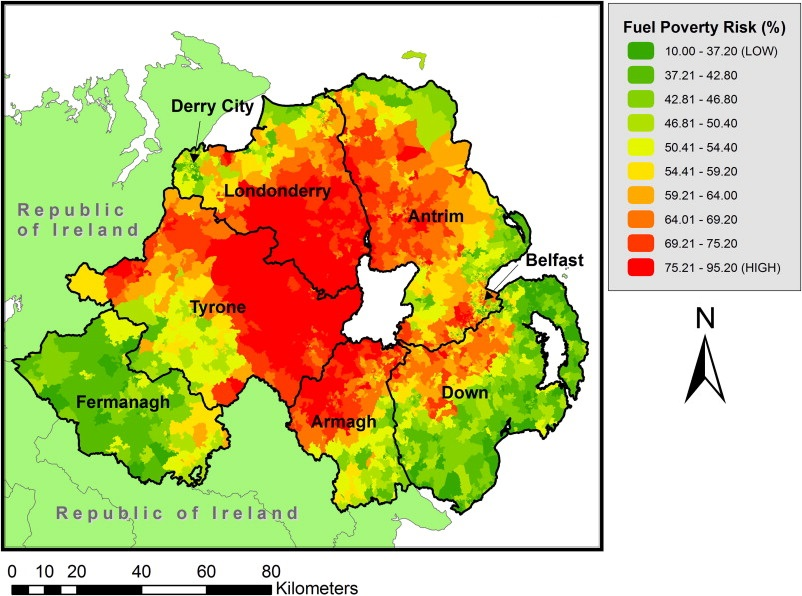 Fuel Poverty Risk (%)
10.00 - 37.20 (LOW)
37.21 - 42.80
42.81 - 46.80
46.81 - 50.40
50.41 - 54.40
54.41 - 59.20
59.21 - 64.00
64.01 - 69.20
69.21 - 75.20
75.21 - 95.20 (HIGH)
Derry City
Londonderry
Republic
of Ireland
Antrim
Belfast
Tyrone
N
Fermanagh
Down
Armagh
Republic of Ireland
0 10 20 40 60 80
Kilometers